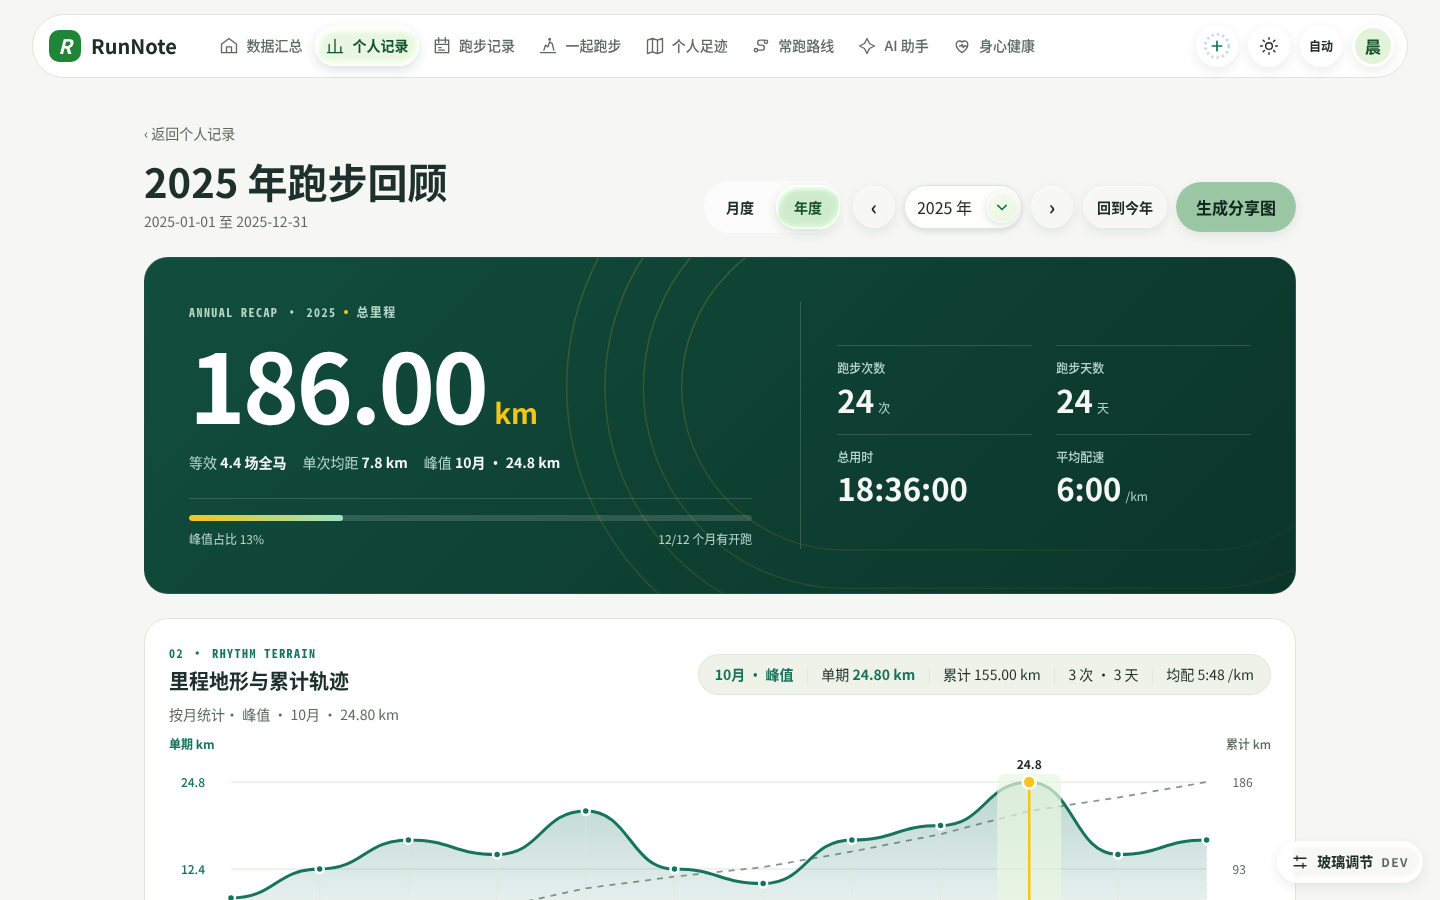 R RunNote 数据汇总 个人记录 跑步记录 一起跑步 个人足迹 常跑路线 AI 助手 身心健康 自动 晨
‹ 返回个人记录
2025 年跑步回顾
2025-01-01 至 2025-12-31
月度 年度 ‹ 2025 年 › 回到今年 生成分享图
ANNUAL RECAP • 2025 • 总里程
186.00 km
等效 4.4 场全马 单次均距 7.8 km 峰值 10月 • 24.8 km
峰值占比 13% 12/12 个月有开跑
跑步次数 跑步天数
24 次 24 天
总用时 平均配速
18:36:00 6:00 /km
02 • RHYTHM TERRAIN
里程地形与累计轨迹
按月统计 • 峰值 • 10月 • 24.80 km
10月 • 峰值 单期 24.80 km 累计 155.00 km 3 次 • 3 天 均配 5:48 /km
单期 km 累计 km
24.8
24.8 186
12.4 93
玻璃调节 DEV